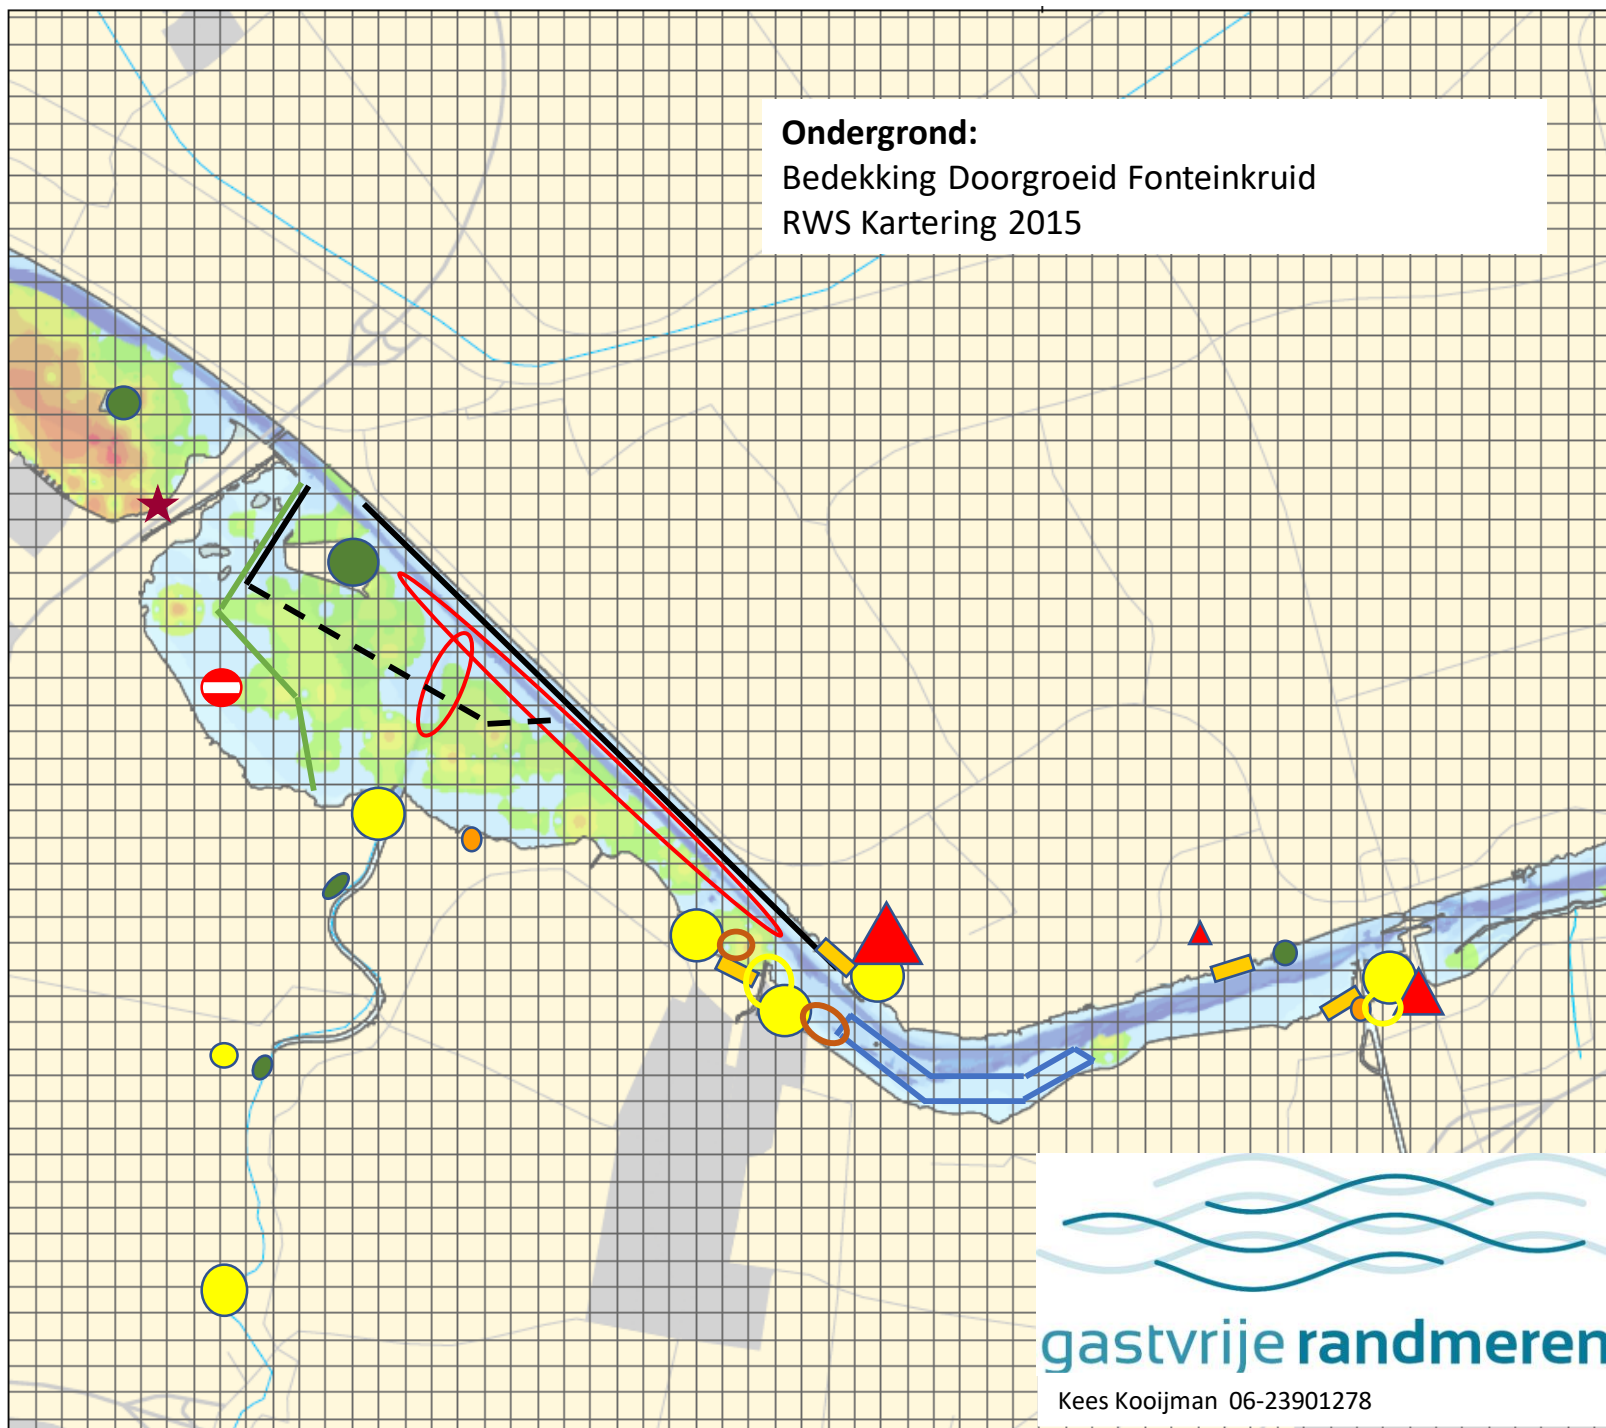 Ondergrond:
Bedekking Doorgroeid Fonteinkruid
RWS Kartering 2015
gastvrije randmeren
Kees Kooijman 06-23901278